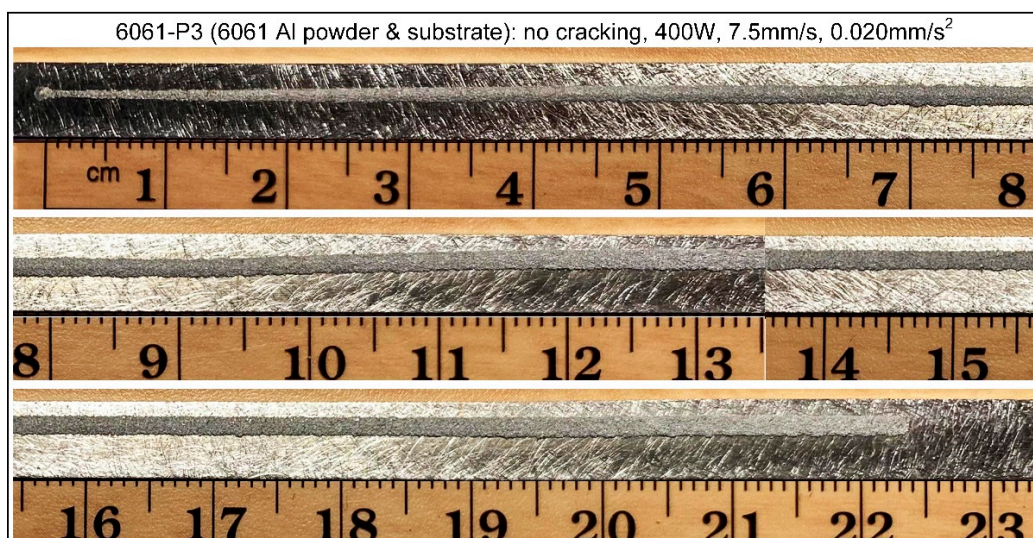 6061-P3 (6061 Al powder & substrate): no cracking, 400W, 7.5mm/s, 0.020mm/s²
cm 1 2 3 4 5 6 7 8
8 9 10 11 12 13 14 15
16 17 18 19 20 21 22 23